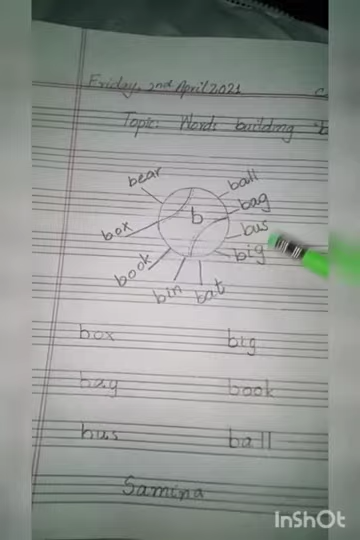 Friday, 2nd April 2021
Topic: Words building "b
bear
ball
bag
b
bus
box
big
book
bin
bat
box
big
bag
book
bus
ball
Samina
InShOt